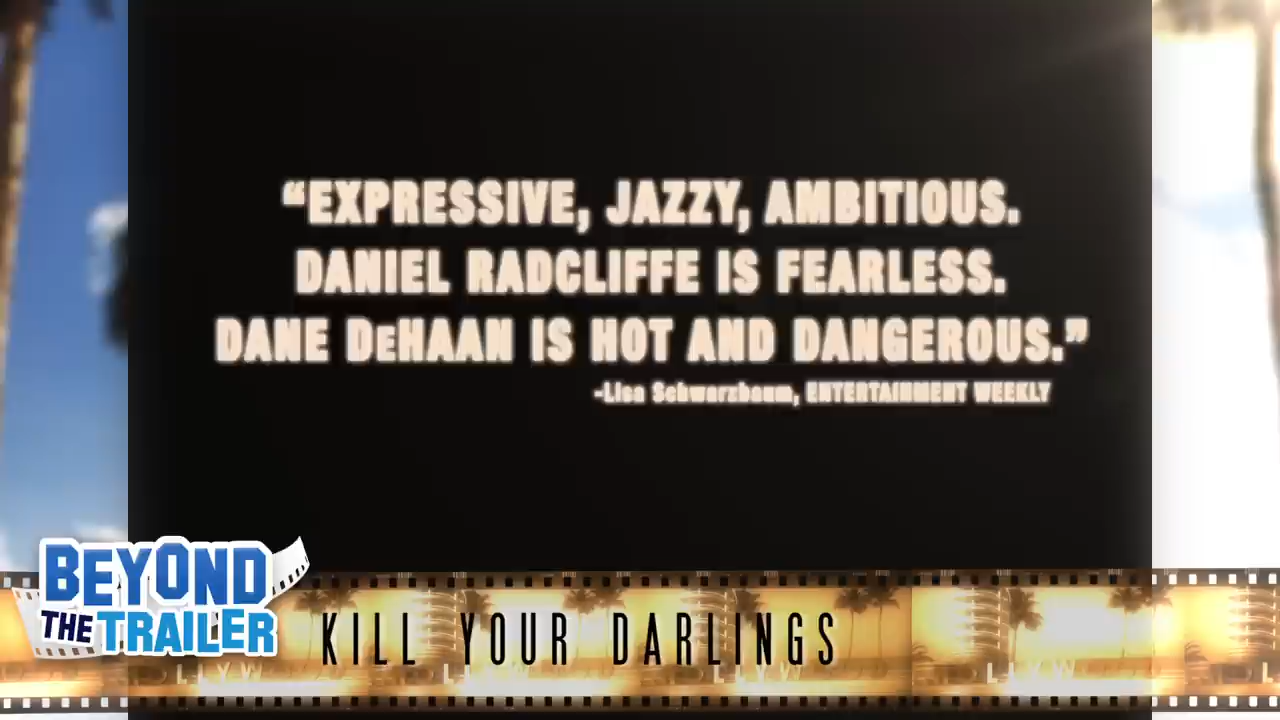 “EXPRESSIVE, JAZZY, AMBITIOUS.
DANIEL RADCLIFFE IS FEARLESS.
DANE DeHAAN IS HOT AND DANGEROUS.”
-Lisa Schwarzbaum, ENTERTAINMENT WEEKLY
BEYOND
THE TRAILER
KILL YOUR DARLINGS